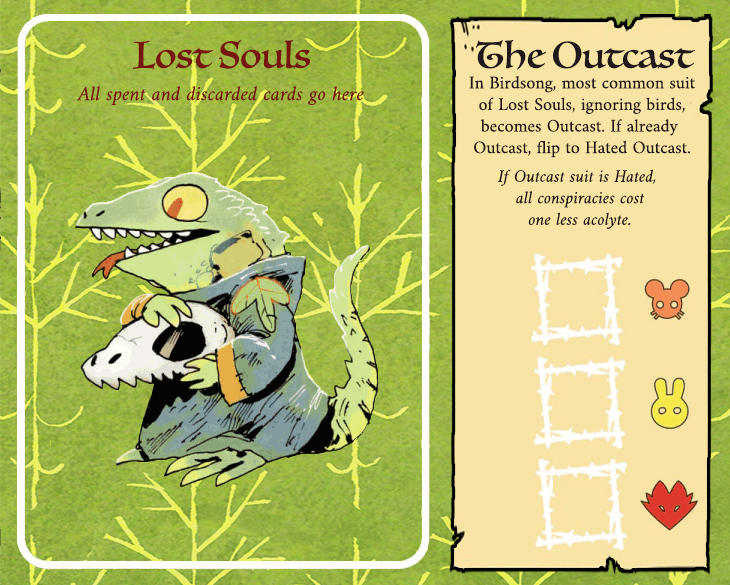 Lost Souls
All spent and discarded cards go here
The Outcast
In Birdsong, most common suit
of Lost Souls, ignoring birds,
becomes Outcast. If already
Outcast, flip to Hated Outcast.
If Outcast suit is Hated,
all conspiracies cost
one less acolyte.